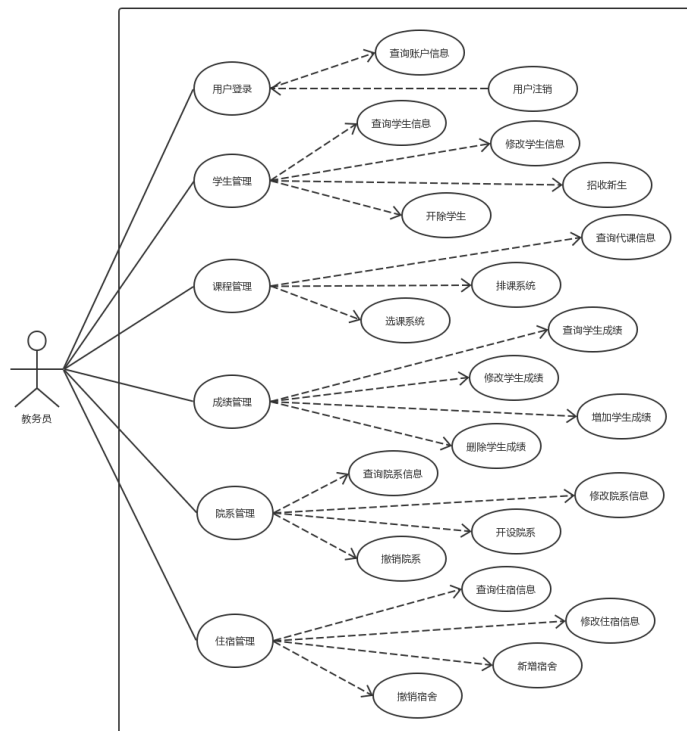 查询账户信息
用户登录
用户注销
查询学生信息
修改学生信息
学生管理
招收新生
开除学生
查询代课信息
课程管理
排课系统
选课系统
查询学生成绩
修改学生成绩
教务员
成绩管理
增加学生成绩
删除学生成绩
查询院系信息
修改院系信息
院系管理
开设院系
撤销院系
查询住宿信息
修改住宿信息
住宿管理
新增宿舍
撤销宿舍